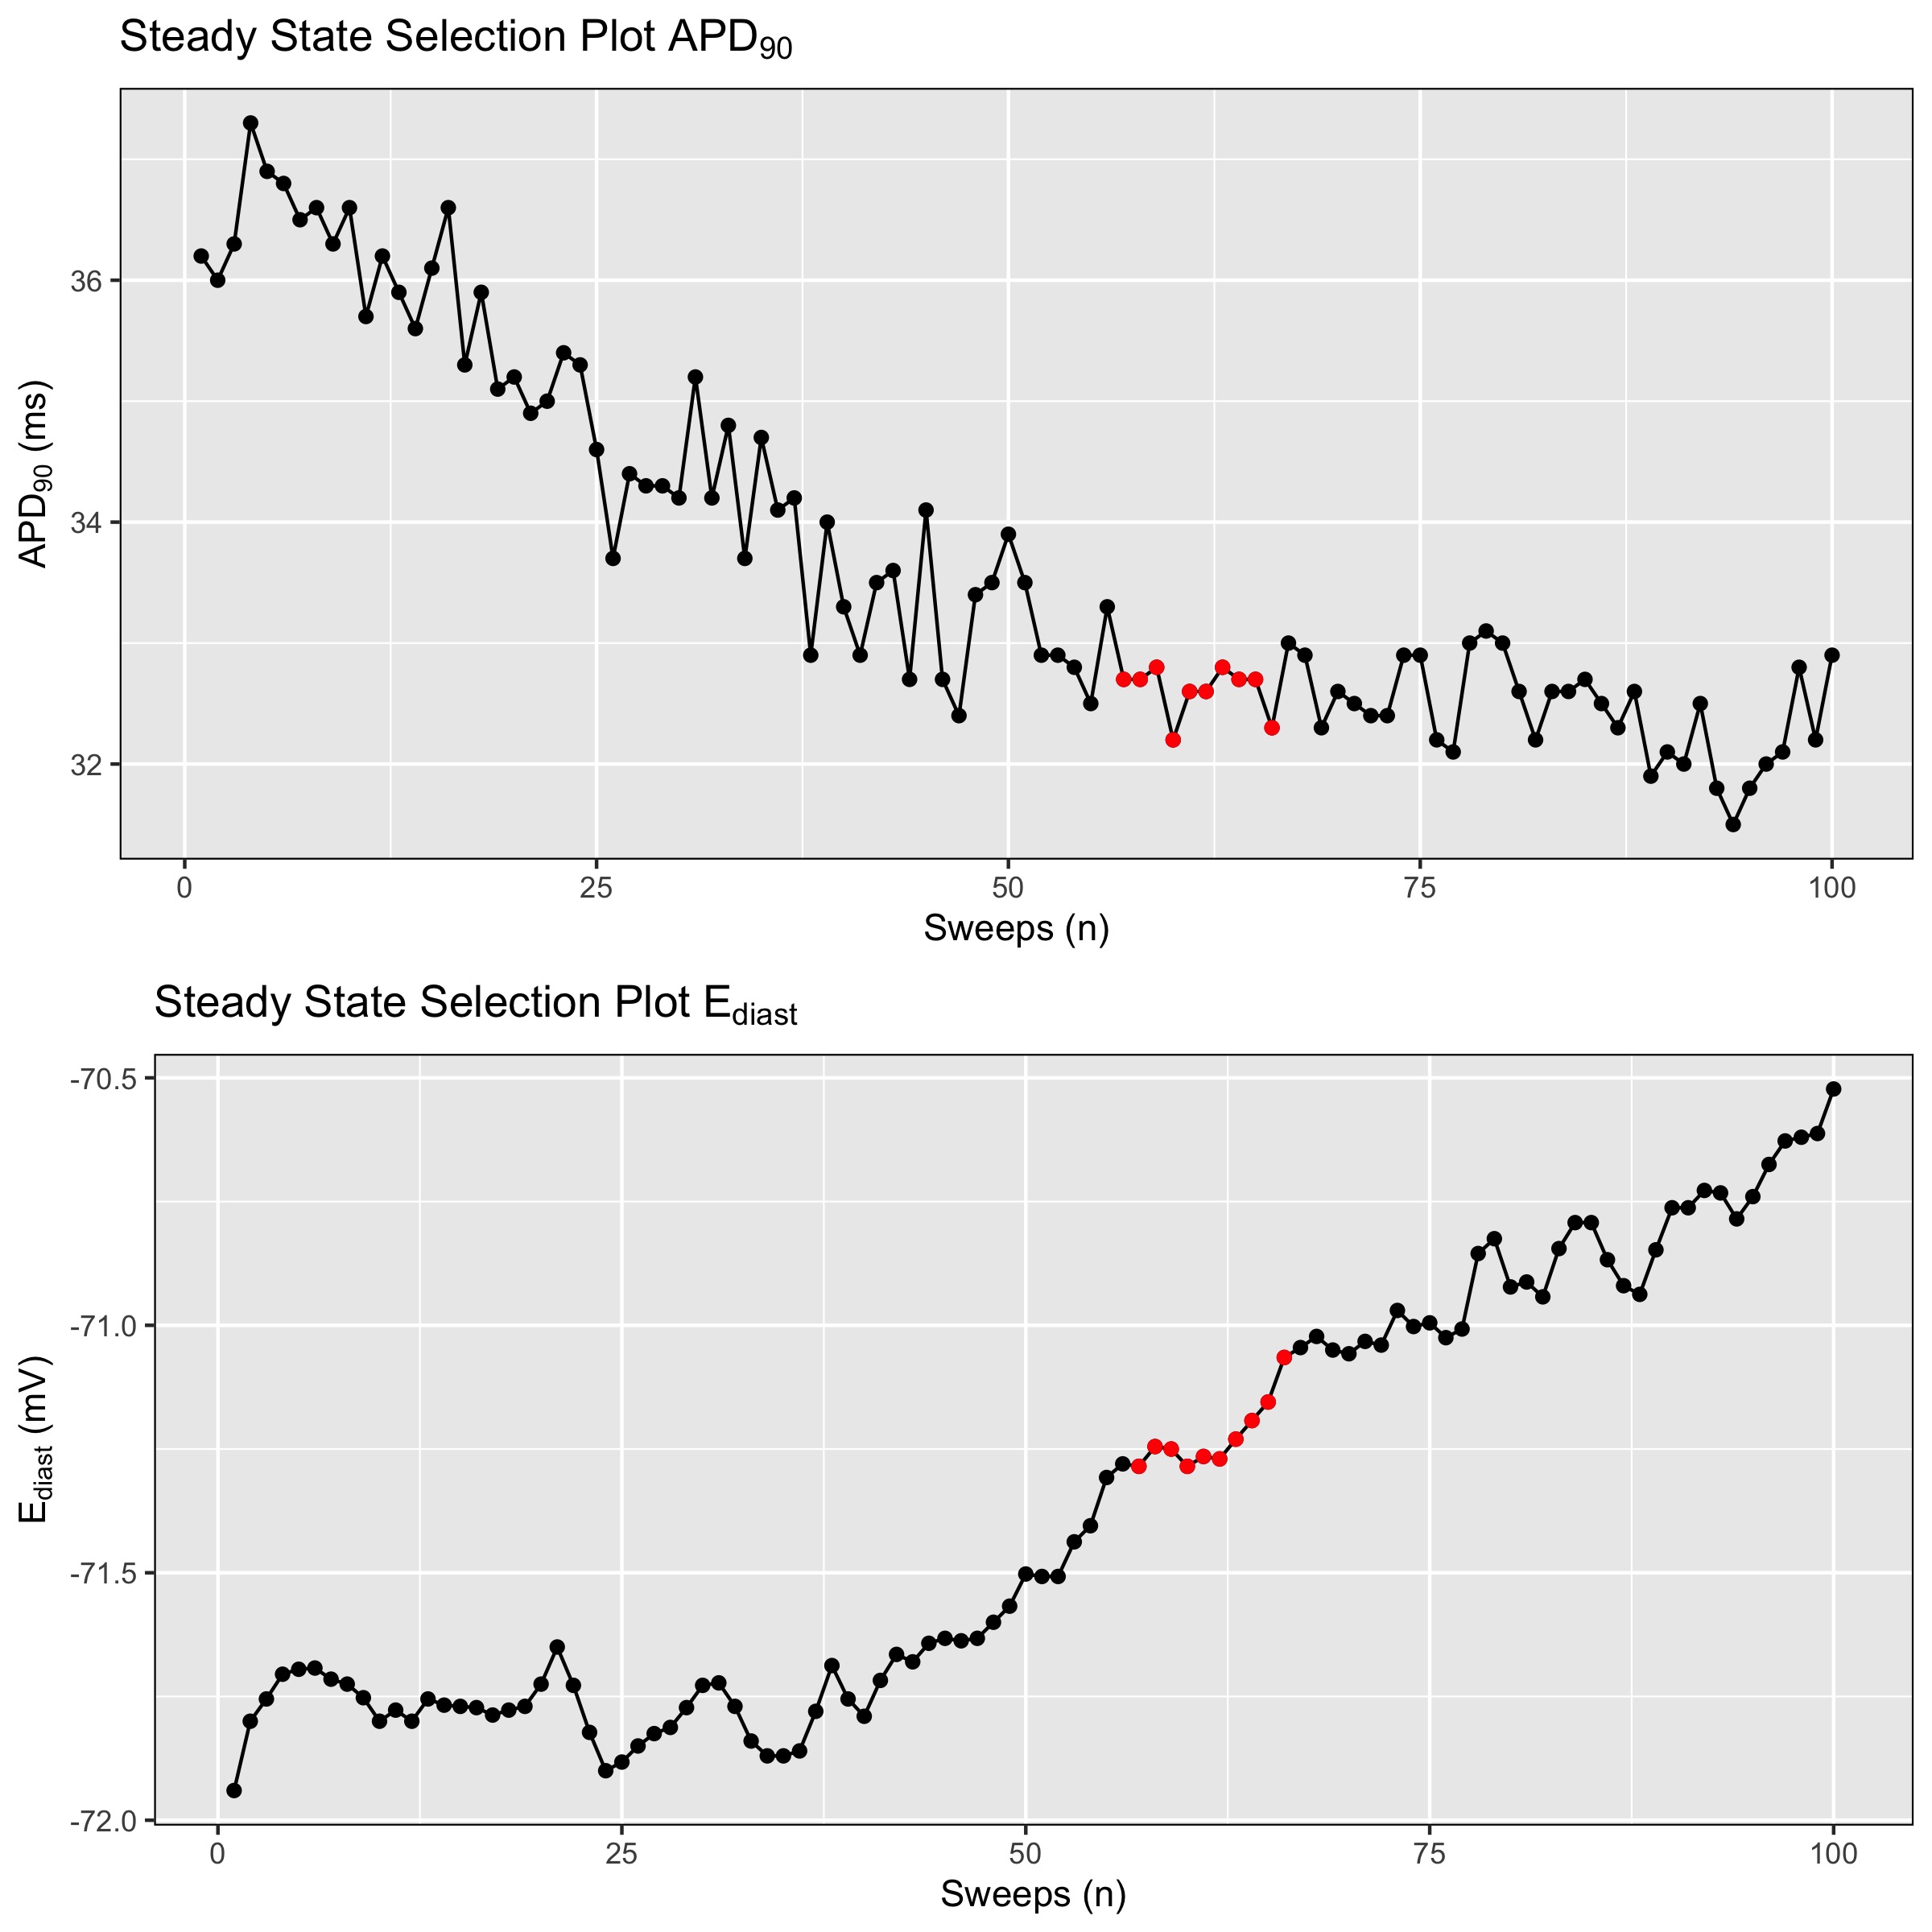 Steady State Selection Plot APD90
APD90 (ms)
36
34
32
0 25 50 75 100
Sweeps (n)
Steady State Selection Plot Ediast
Ediast (mV)
-70.5
-71.0
-71.5
-72.0
0 25 50 75 100
Sweeps (n)